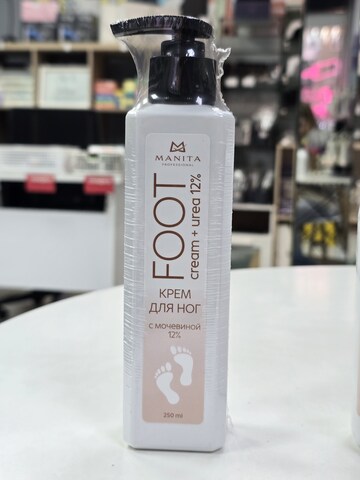 MANITA
PROFESSIONAL
FOOT
cream + urea 12%
КРЕМ
ДЛЯ НОГ
с мочевиной
12%
250 ml